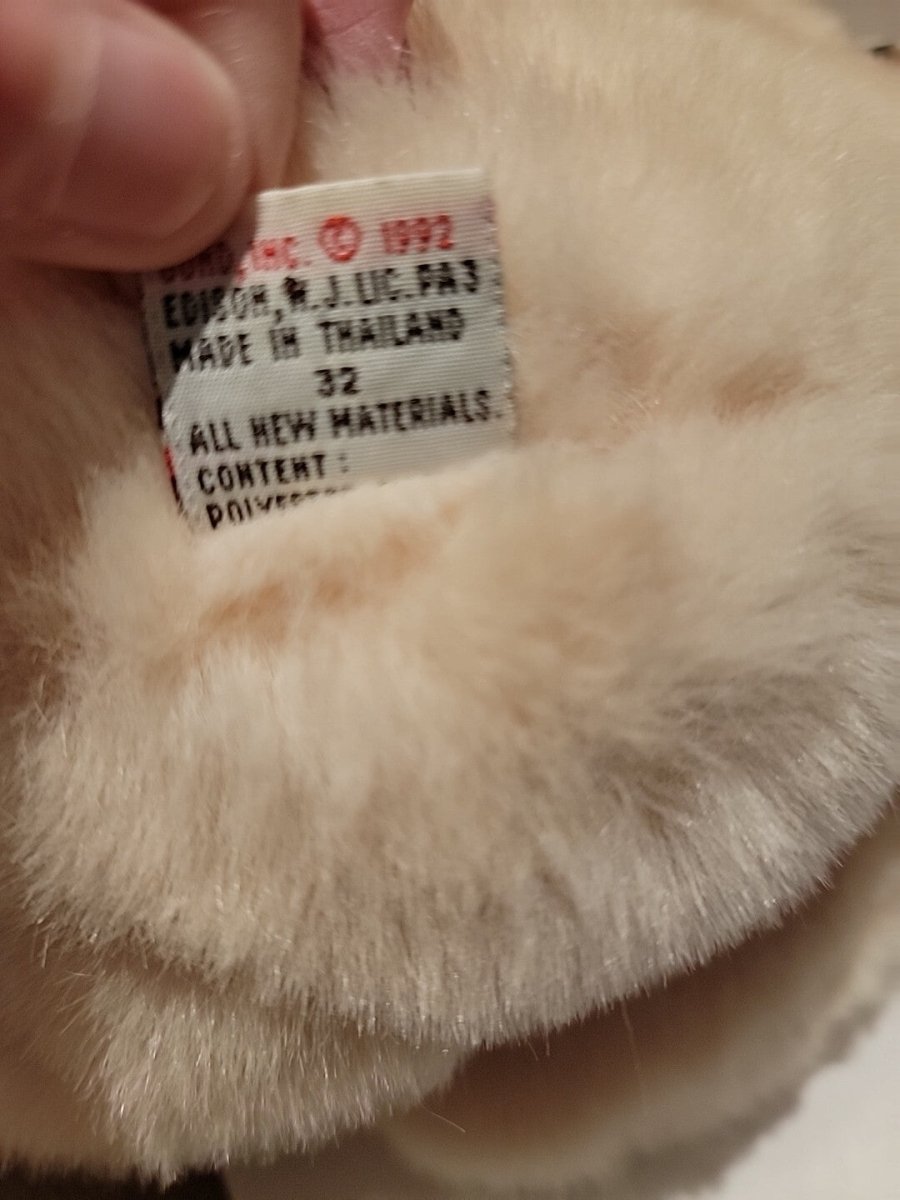 INC. © 1992
EDISON, N.J. LIC. PA3
MADE IN THAILAND
32
ALL NEW MATERIALS.
CONTENT :